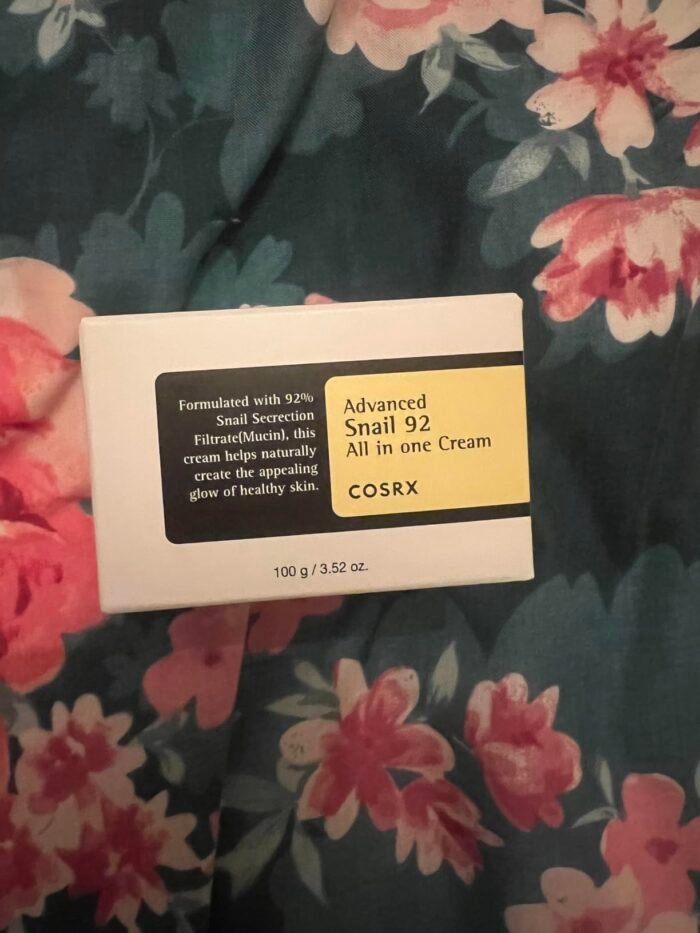 Formulated with 92%
Snail Secrection
Filtrate(Mucin), this
cream helps naturally
create the appealing
glow of healthy skin.
Advanced
Snail 92
All in one Cream
COSRX
100 g / 3.52 oz.